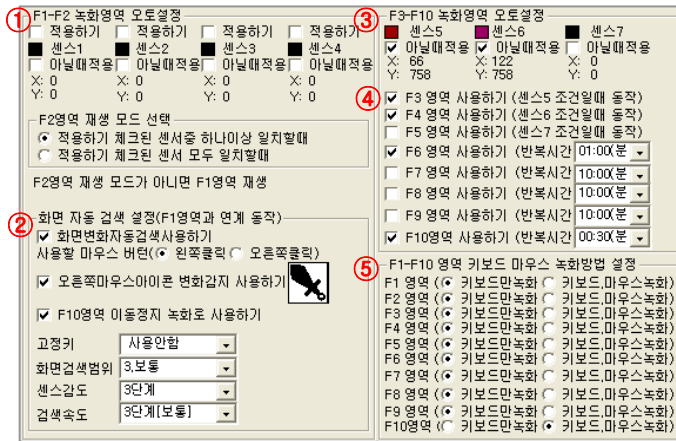 ① F1-F2 녹화영역 오토설정
적용하기 적용하기 적용하기 적용하기
센스1 센스2 센스3 센스4
아닐때적용 아닐때적용 아닐때적용 아닐때적용
X: 0 X: 0 X: 0 X: 0
Y: 0 Y: 0 Y: 0 Y: 0
F2영역 재생 모드 선택
적용하기 체크된 센서중 하나이상 일치할때
적용하기 체크된 센서 모두 일치할때
F2영역 재생 모드가 아니면 F1영역 재생
② 화면 자동 검색 설정(F1영역과 연계 동작)
화면변화자동검색사용하기
사용할 마우스 버턴( 왼쪽클릭 오른쪽클릭)
오른쪽마우스아이콘 변화감지 사용하기
F10영역 이동정지 녹화로 사용하기
고정키 사용안함
화면검색범위 3,보통
센스감도 3단계
검색속도 3단계[보통]
③ F3-F10 녹화영역 오토설정
센스5 센스6 센스7
아닐때적용 아닐때적용 아닐때적용
X: 66 X: 122 X: 0
Y: 758 Y: 758 Y: 0
④ F3 영역 사용하기 (센스5 조건일때 동작)
F4 영역 사용하기 (센스6 조건일때 동작)
F5 영역 사용하기 (센스7 조건일때 동작)
F6 영역 사용하기 (반복시간 01:00(분
F7 영역 사용하기 (반복시간 10:00(분
F8 영역 사용하기 (반복시간 10:00(분
F9 영역 사용하기 (반복시간 10:00(분
F10영역 사용하기 (반복시간 00:30(분
⑤ F1-F10 영역 키보드 마우스 녹화방법 설정
F1 영역 ( 키보드만녹화 키보드,마우스녹화)
F2 영역 ( 키보드만녹화 키보드,마우스녹화)
F3 영역 ( 키보드만녹화 키보드,마우스녹화)
F4 영역 ( 키보드만녹화 키보드,마우스녹화)
F5 영역 ( 키보드만녹화 키보드,마우스녹화)
F6 영역 ( 키보드만녹화 키보드,마우스녹화)
F7 영역 ( 키보드만녹화 키보드,마우스녹화)
F8 영역 ( 키보드만녹화 키보드,마우스녹화)
F9 영역 ( 키보드만녹화 키보드,마우스녹화)
F10영역 ( 키보드만녹화 키보드,마우스녹화)